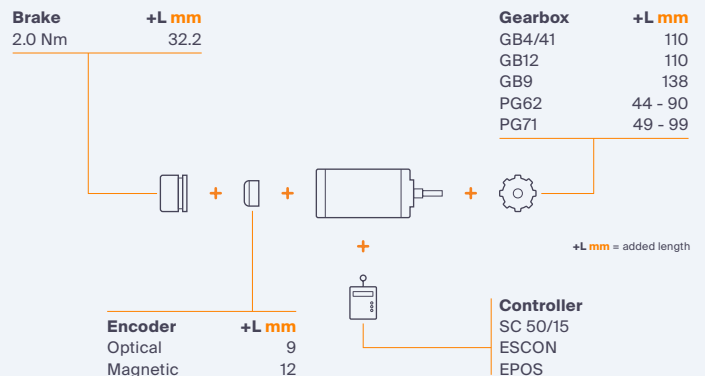 Brake +L mm
2.0 Nm 32.2
Gearbox +L mm
GB4/41 110
GB12 110
GB9 138
PG62 44 - 90
PG71 49 - 99
+ + +
+L mm = added length
+
Encoder +L mm
Optical 9
Magnetic 12
Controller
SC 50/15
ESCON
EPOS